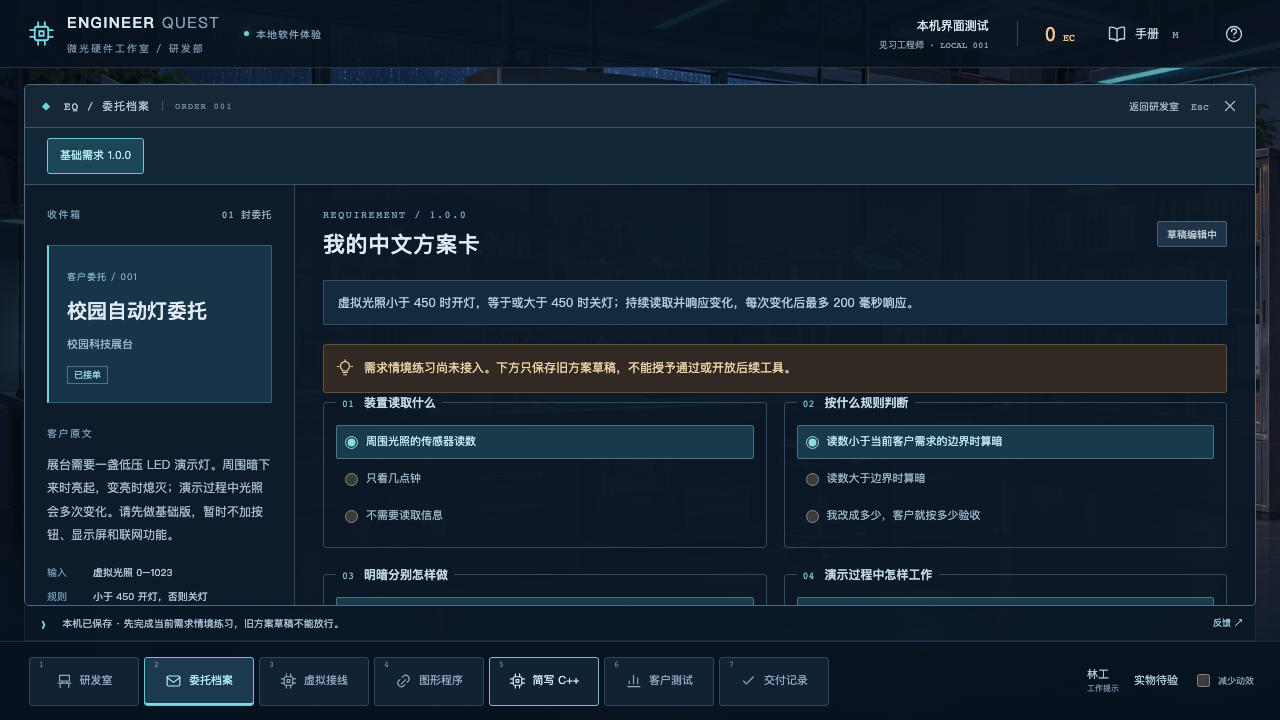 ENGINEER QUEST
微光硬件工作室 / 研发部
本地软件体验
本机界面测试
见习工程师 · LOCAL 001
0 EC
手册 M
EQ / 委托档案
ORDER 001
返回研发室 Esc
基础需求 1.0.0
收件箱
01 封委托
客户委托 / 001
校园自动灯委托
校园科技展台
已接单
客户原文
展台需要一盏低压 LED 演示灯。周围暗下
来时亮起，变亮时熄灭；演示过程中光照
会多次变化。请先做基础版，暂时不加按
钮、显示屏和联网功能。
输入 虚拟光照 0—1023
规则 小于 450 开灯，否则关灯
REQUIREMENT / 1.0.0
我的中文方案卡
草稿编辑中
虚拟光照小于 450 时开灯，等于或大于 450 时关灯；持续读取并响应变化，每次变化后最多 200 毫秒响应。
需求情境练习尚未接入。下方只保存旧方案草稿，不能授予通过或开放后续工具。
01 装置读取什么
周围光照的传感器读数
只看几点钟
不需要读取信息
02 按什么规则判断
读数小于当前客户需求的边界时算暗
读数大于边界时算暗
我改成多少，客户就按多少验收
03 明暗分别怎样做
04 演示过程中怎样工作
本机已保存 · 先完成当前需求情境练习，旧方案草稿不能放行。
反馈 ↗
1 研发室
2 委托档案
3 虚拟接线
4 图形程序
5 简写 C++
6 客户测试
7 交付记录
林工
工作提示
实物待验
减少动效